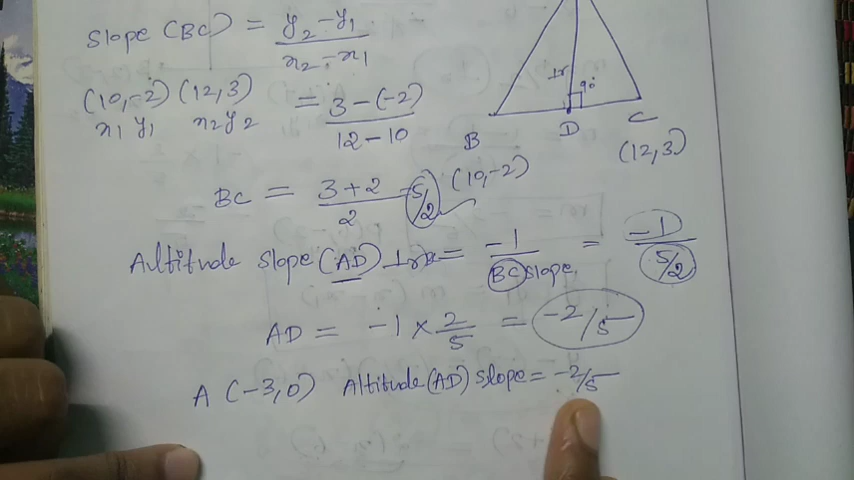 Slope (BC) = y₂ - y₁ / x₂ - x₁
(10,-2) (12,3) = 3-(-2) / 12-10
x₁ y₁ x₂ y₂
⊥r 90°
B D C
(10,-2) (12,3)
BC = 3+2 / 2 = 5/2
Altitude slope (AD) ⊥r = -1 / BC slope = -1 / 5/2
AD = -1 × 2/5 = -2/5
A (-3,0) Altitude (AD) slope = -2/5